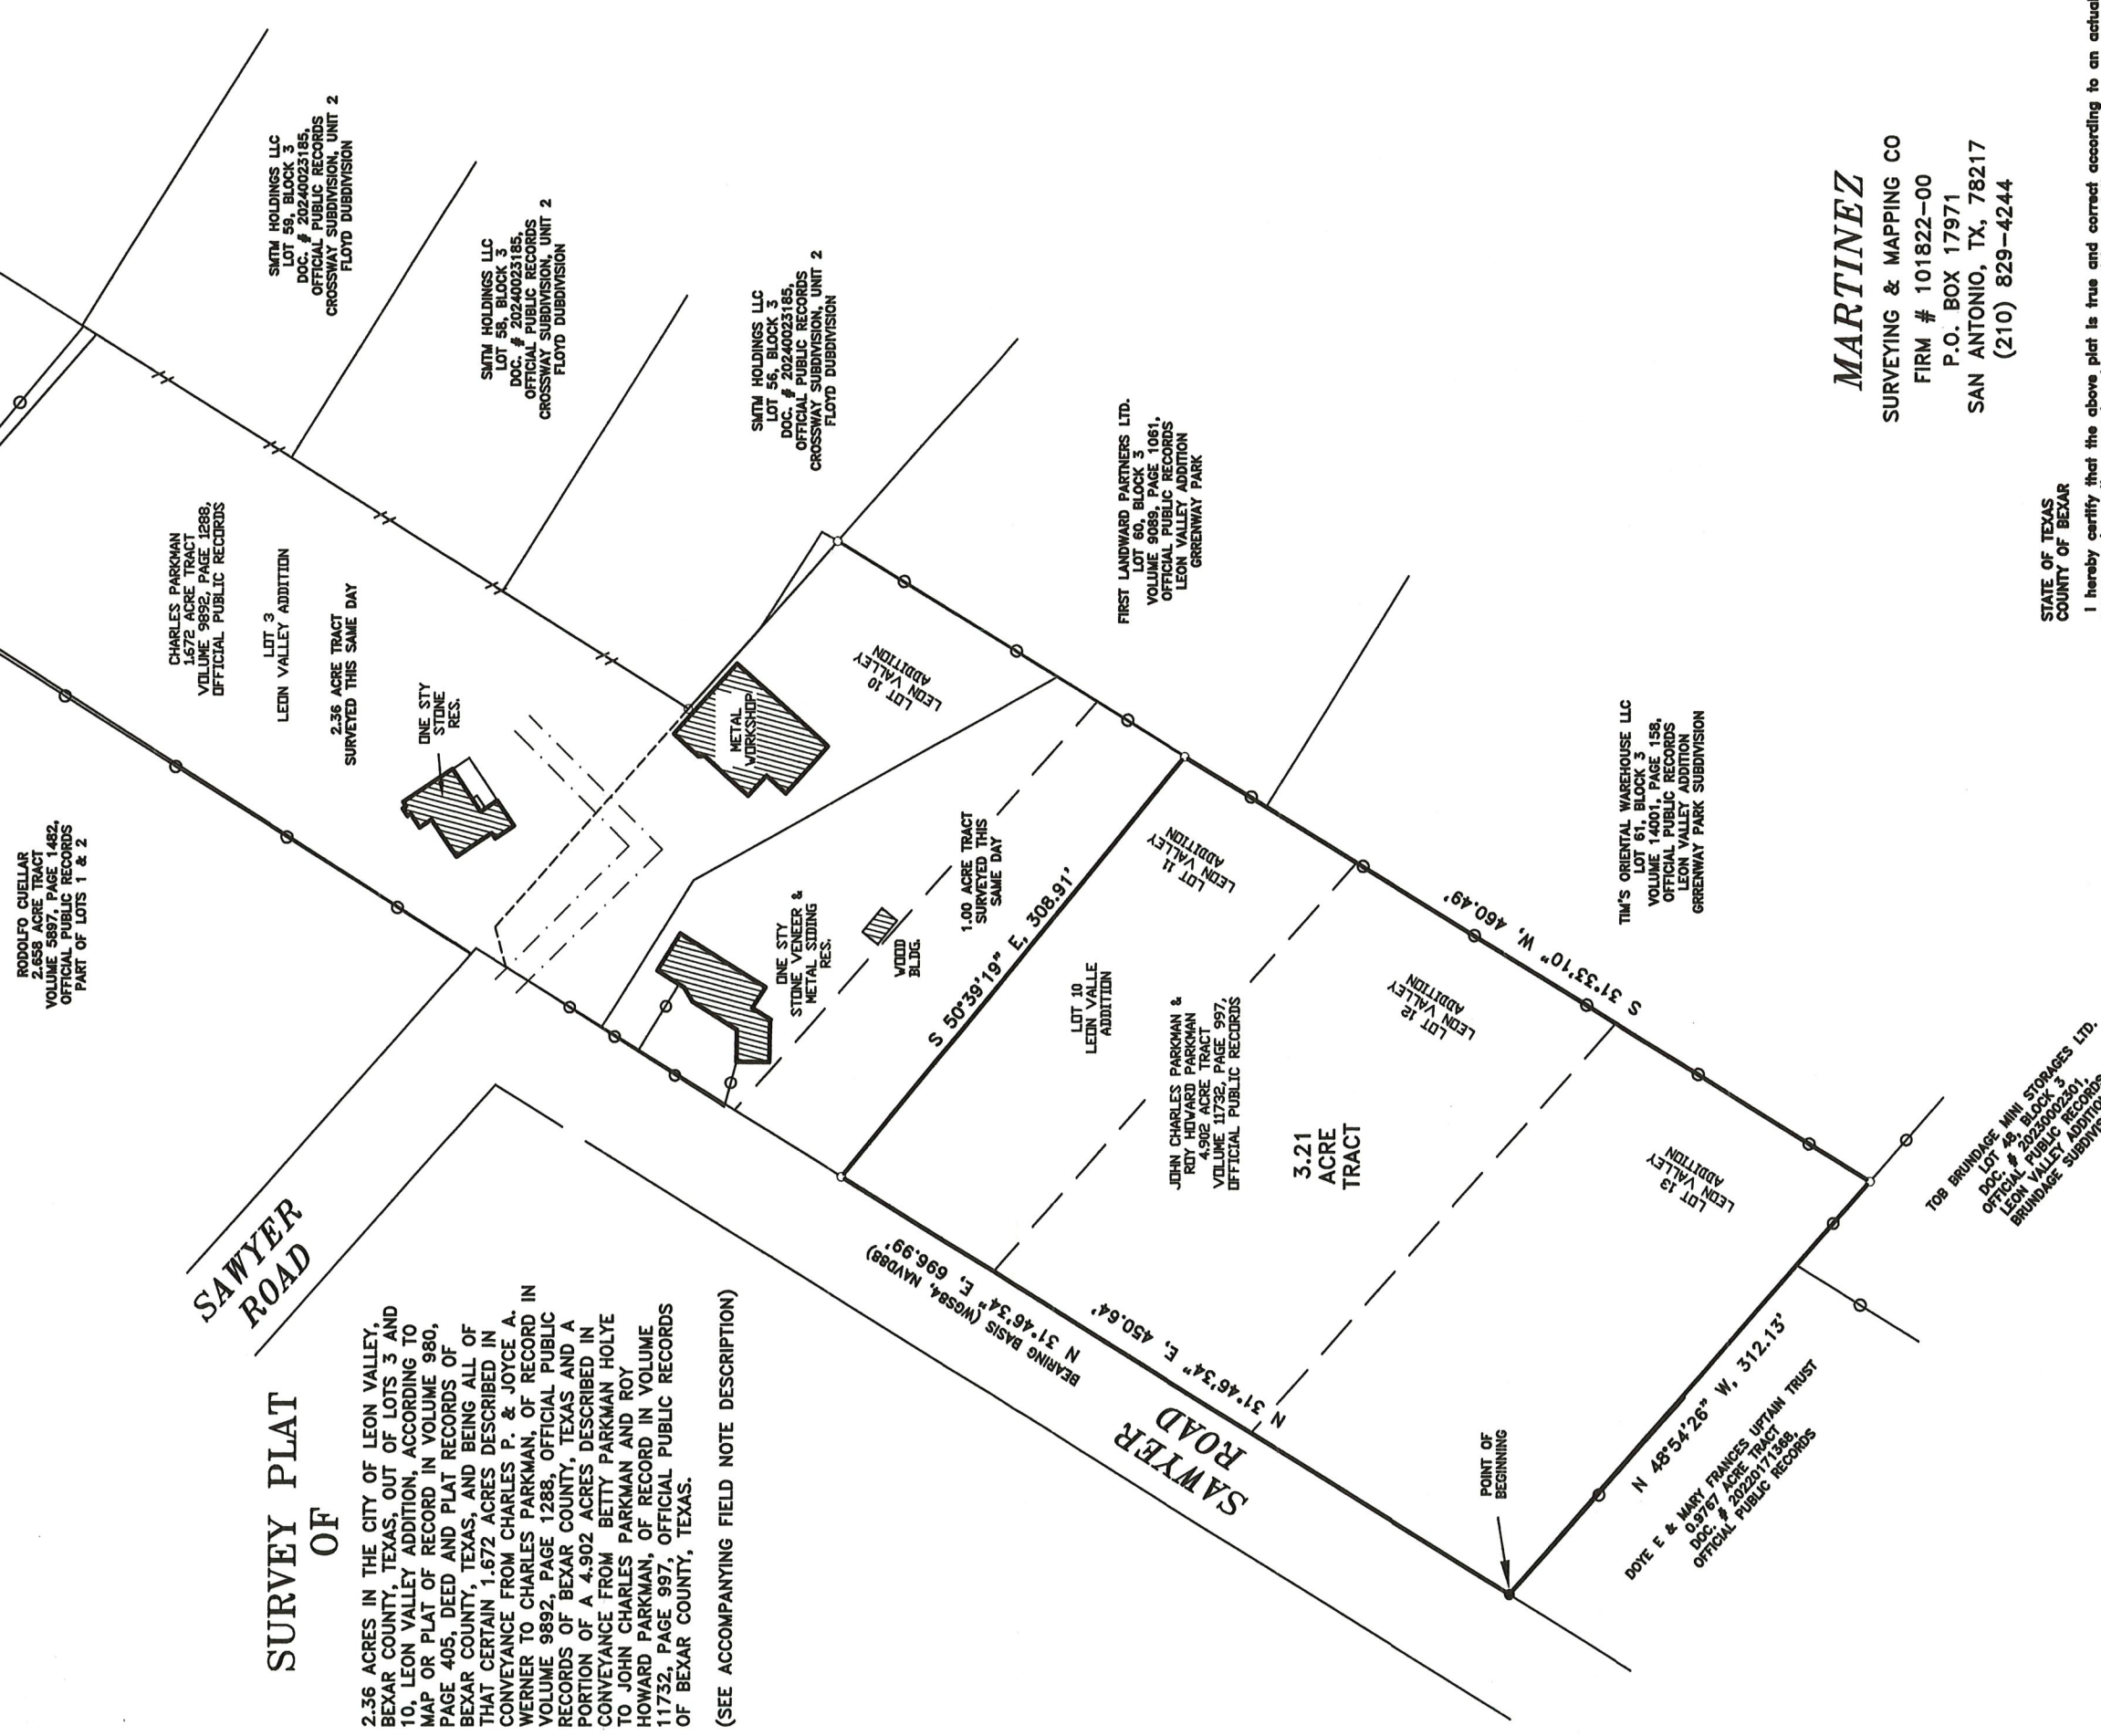 SURVEY PLAT
OF
2.36 ACRES IN THE CITY OF LEON VALLEY,
BEXAR COUNTY, TEXAS, OUT OF LOTS 3 AND
10, LEON VALLEY ADDITION, ACCORDING TO
MAP OR PLAT OF RECORD IN VOLUME 980,
PAGE 405, DEED AND PLAT RECORDS OF
BEXAR COUNTY, TEXAS, AND BEING ALL OF
THAT CERTAIN 1.672 ACRES DESCRIBED IN
CONVEYANCE FROM CHARLES P. & JOYCE A.
WERNER TO CHARLES PARKMAN, OF RECORD IN
VOLUME 9892, PAGE 1288, OFFICIAL PUBLIC
RECORDS OF BEXAR COUNTY, TEXAS AND A
PORTION OF A 4.902 ACRES DESCRIBED IN
CONVEYANCE FROM BETTY PARKMAN HOLYE
TO JOHN CHARLES PARKMAN AND ROY
HOWARD PARKMAN, OF RECORD IN VOLUME
11732, PAGE 997, OFFICIAL PUBLIC RECORDS
OF BEXAR COUNTY, TEXAS.
(SEE ACCOMPANYING FIELD NOTE DESCRIPTION)
SAWYER
ROAD
RODOLFO CUELLAR
2.658 ACRE TRACT
VOLUME 5897, PAGE 1482,
OFFICIAL PUBLIC RECORDS
PART OF LOTS 1 & 2
CHARLES PARKMAN
1.672 ACRE TRACT
VOLUME 9892, PAGE 1288,
OFFICIAL PUBLIC RECORDS
LOT 3
LEON VALLEY ADDITION
2.36 ACRE TRACT
SURVEYED THIS SAME DAY
ONE STY
STONE
RES.
SMTM HOLDINGS LLC
LOT 59, BLOCK 3
DOC. # 20240023185,
OFFICIAL PUBLIC RECORDS
CROSSWAY SUBDIVISION, UNIT 2
FLOYD DUBDIVISION
SMTM HOLDINGS LLC
LOT 58, BLOCK 3
DOC. # 20240023185,
OFFICIAL PUBLIC RECORDS
CROSSWAY SUBDIVISION, UNIT 2
FLOYD DUBDIVISION
SMTM HOLDINGS LLC
LOT 56, BLOCK 3
DOC. # 20240023185,
OFFICIAL PUBLIC RECORDS
CROSSWAY SUBDIVISION, UNIT 2
FLOYD DUBDIVISION
METAL
WORKSHOP
LOT 10
LEON VALLEY
ADDITION
ONE STY
STONE VENEER &
METAL SIDING
RES.
WOOD
BLDG.
1.00 ACRE TRACT
SURVEYED THIS
SAME DAY
FIRST LANDWARD PARTNERS LTD.
LOT 60, BLOCK 3
VOLUME 9089, PAGE 1061,
OFFICIAL PUBLIC RECORDS
LEON VALLEY ADDITION
GRRENWAY PARK
S 50°39'19" E, 308.91'
LOT 11
LEON VALLEY
ADDITION
LOT 10
LEON VALLE
ADDITION
BEARING BASIS (WGS84, NAVD88)
N 31°46'34" E, 696.99'
N 31°46'34" E, 450.64'
SAWYER
ROAD
JOHN CHARLES PARKMAN &
ROY HOWARD PARKMAN
4.902 ACRE TRACT
VOLUME 11732, PAGE 997,
OFFICIAL PUBLIC RECORDS
3.21
ACRE
TRACT
LOT 12
LEON VALLEY
ADDITION
S 31°33'10" W, 460.49'
LOT 13
LEON VALLEY
ADDITION
TIM'S ORIENTAL WAREHOUSE LLC
LOT 61, BLOCK 3
VOLUME 14001, PAGE 158,
OFFICIAL PUBLIC RECORDS
LEON VALLEY ADDITION
GRRENWAY PARK SUBDIVISION
POINT OF
BEGINNING
N 48°54'26" W, 312.13'
DOYE E & MARY FRANCES UPTAIN TRUST
0.9767 ACRE TRACT
DOC. # 20220171368,
OFFICIAL PUBLIC RECORDS
TOB BRUNDAGE MINI STORAGES LTD.
LOT 48, BLOCK 3
DOC. # 20230002301,
OFFICIAL PUBLIC RECORDS
LEON VALLEY ADDITION
BRUNDAGE SUBDIVIS
MARTINEZ
SURVEYING & MAPPING CO
FIRM # 101822-00
P.O. BOX 17971
SAN ANTONIO, TX, 78217
(210) 829-4244
STATE OF TEXAS
COUNTY OF BEXAR
I hereby certify that the above plat is true and correct according to an actual